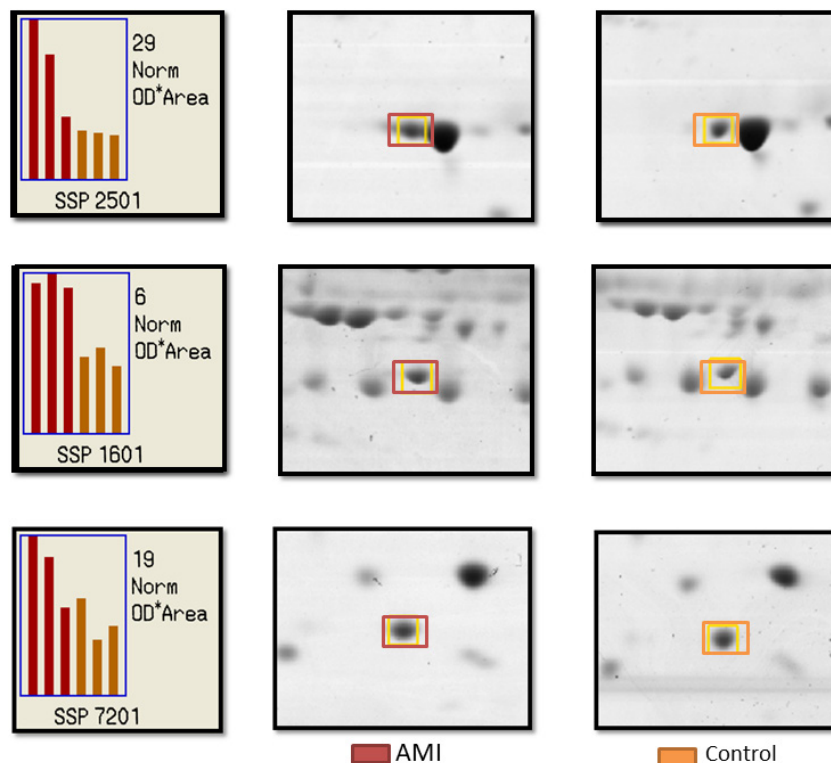 29
Norm
OD*Area
SSP 2501
6
Norm
OD*Area
SSP 1601
19
Norm
OD*Area
SSP 7201
AMI
Control